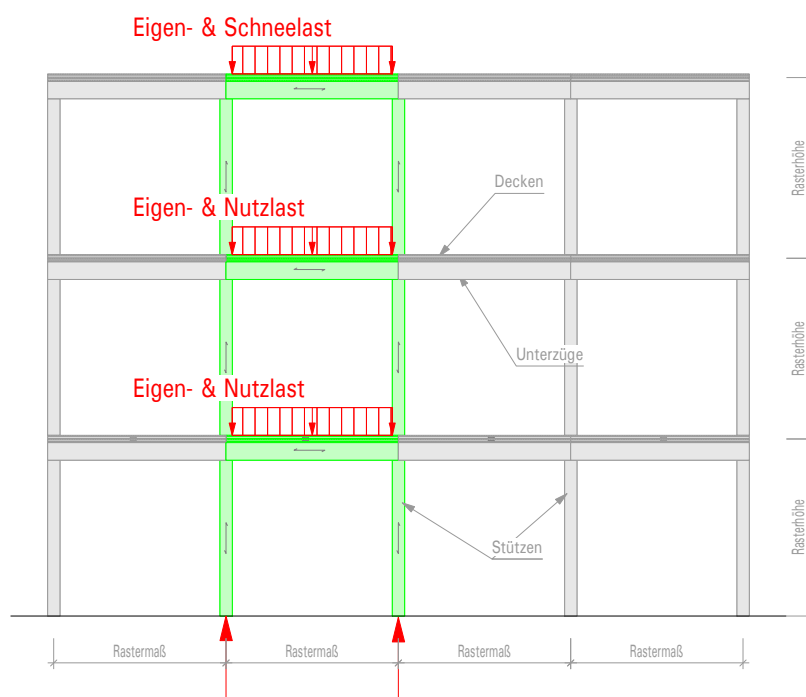 Eigen- & Schneelast
Rasterhöhe
Decken
Eigen- & Nutzlast
Rasterhöhe
Unterzüge
Eigen- & Nutzlast
Rasterhöhe
Stützen
Rastermaß Rastermaß Rastermaß Rastermaß